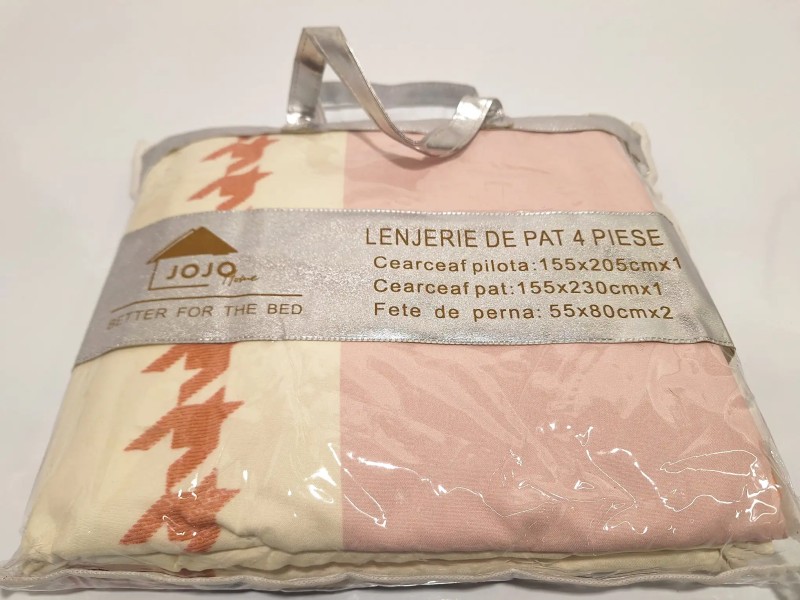 JOJO
Home
BETTER FOR THE BED
LENJERIE DE PAT 4 PIESE
Cearceaf pilota:155x205cmx1
Cearceaf pat:155x230cmx1
Fete de perna: 55x80cmx2